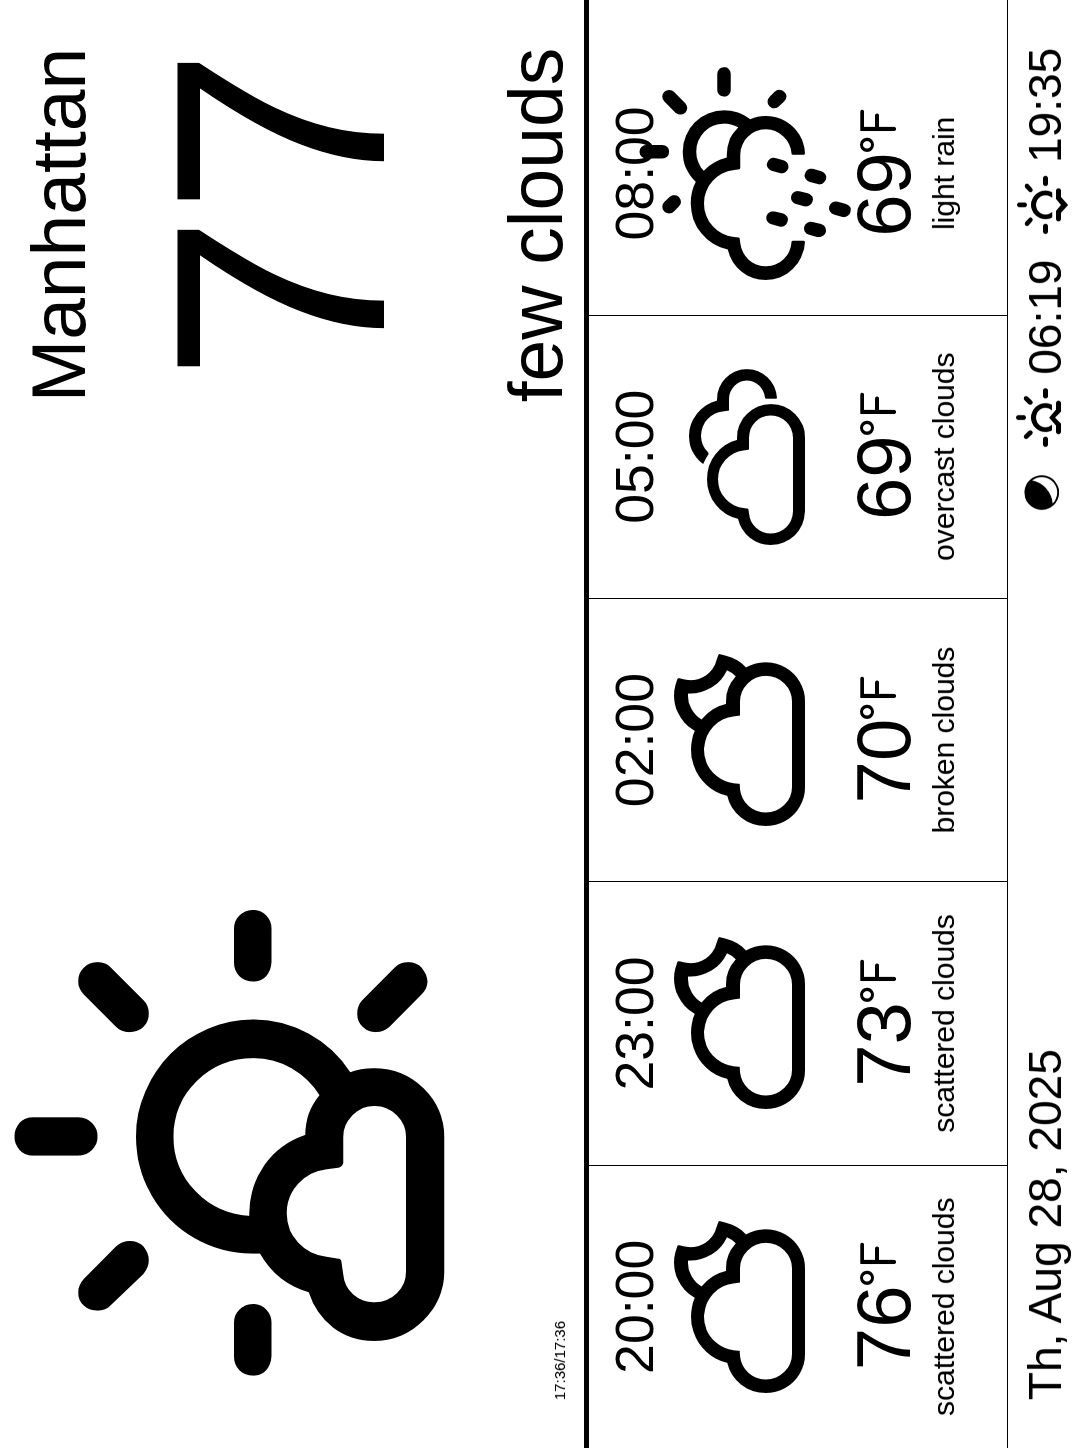 Manhattan
77
few clouds
17:36/17:36
20:00 23:00 02:00 05:00 08:00
76°F 73°F 70°F 69°F 69°F
scattered clouds scattered clouds broken clouds overcast clouds light rain
Th, Aug 28, 2025 06:19 19:35